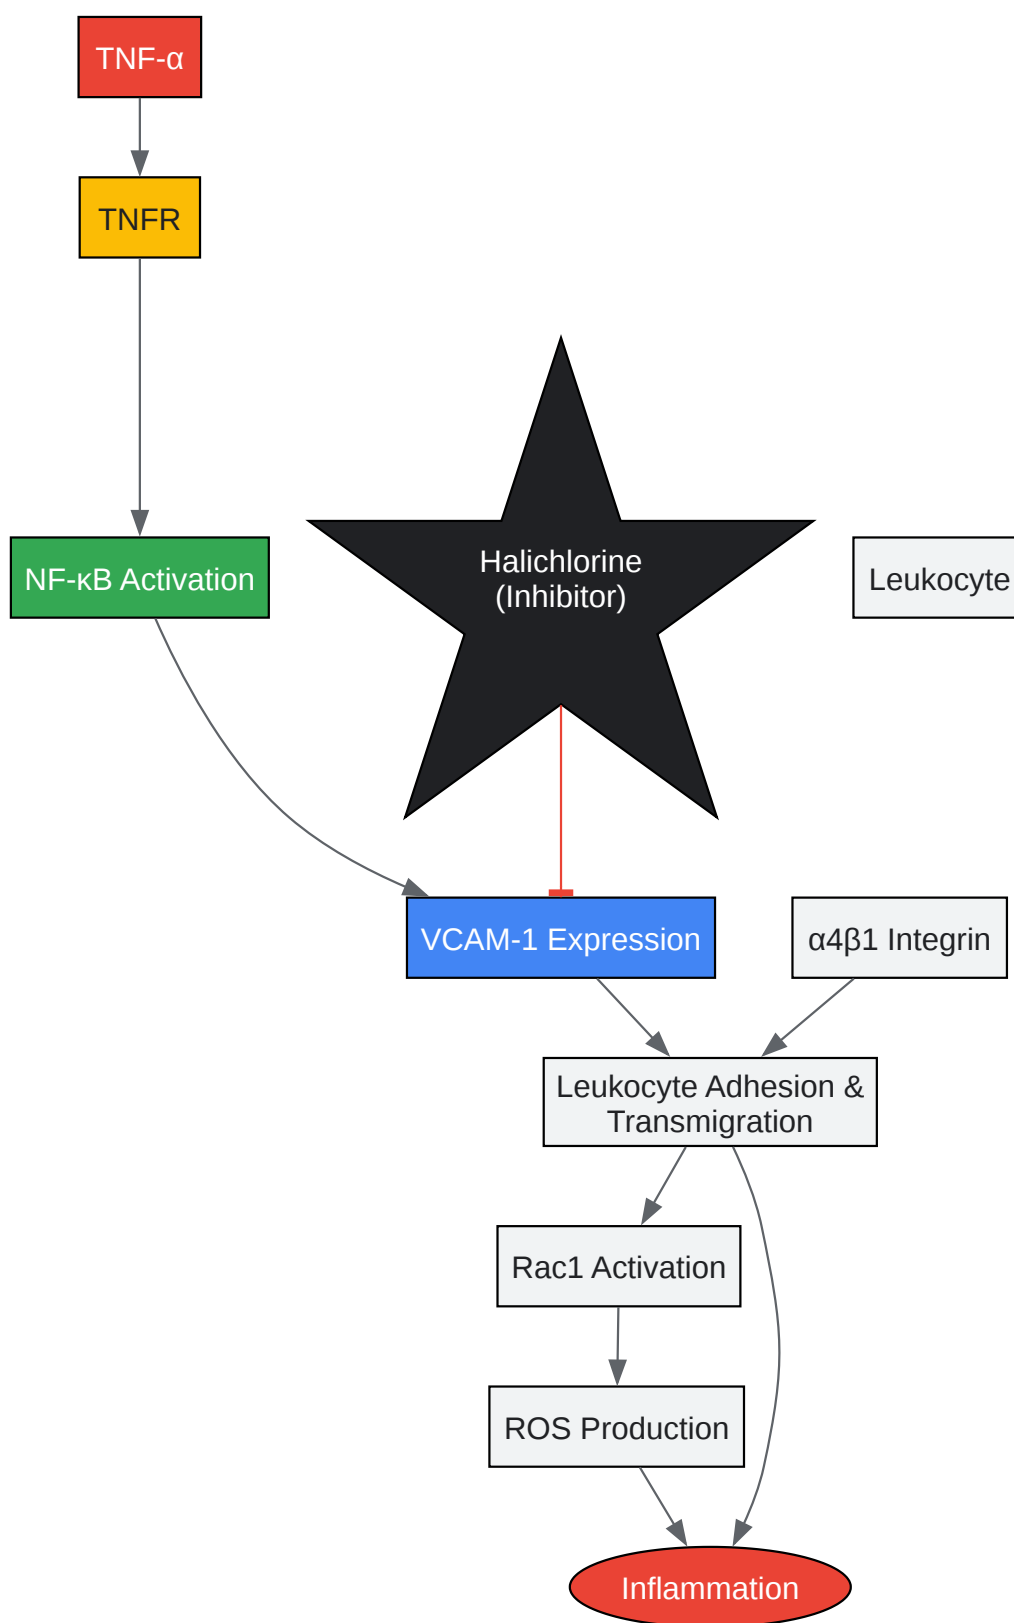 TNF-α
TNFR
Halichlorine
(Inhibitor)
NF-κB Activation
Leukocyte
VCAM-1 Expression
α4β1 Integrin
Leukocyte Adhesion &
Transmigration
Rac1 Activation
ROS Production
Inflammation